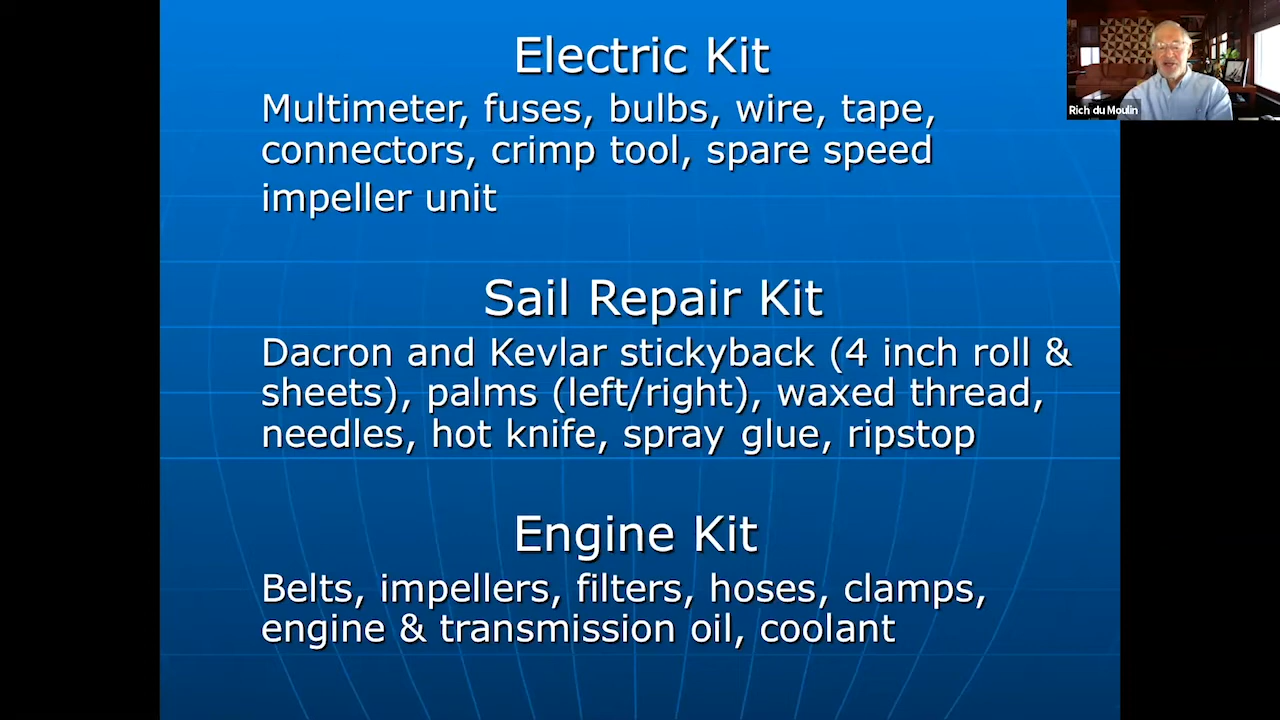 Electric Kit
Multimeter, fuses, bulbs, wire, tape,
connectors, crimp tool, spare speed
impeller unit
Sail Repair Kit
Dacron and Kevlar stickyback (4 inch roll &
sheets), palms (left/right), waxed thread,
needles, hot knife, spray glue, ripstop
Engine Kit
Belts, impellers, filters, hoses, clamps,
engine & transmission oil, coolant
Rich du Moulin